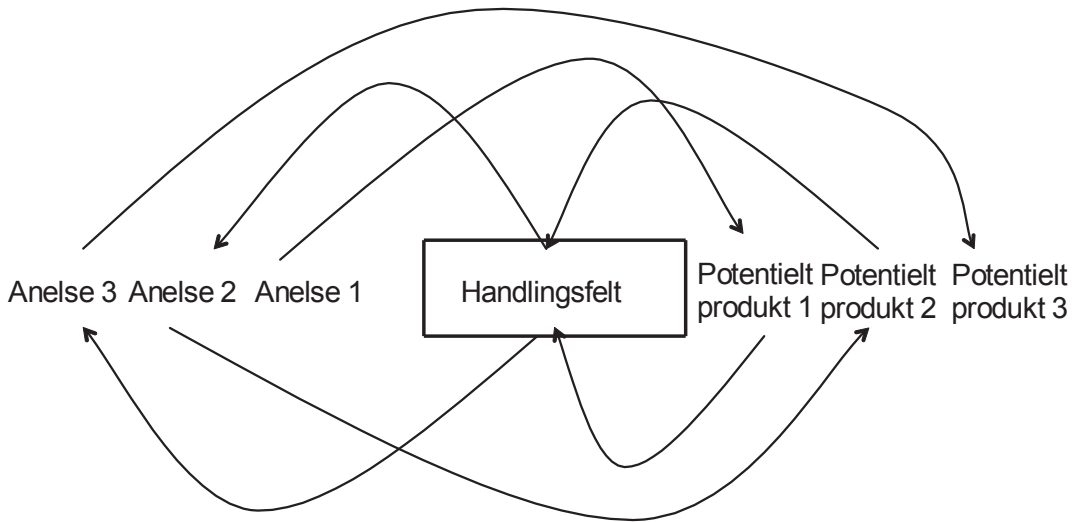 Anelse 3 Anelse 2 Anelse 1
Handlingsfelt
Potentielt
produkt 1
Potentielt
produkt 2
Potentielt
produkt 3